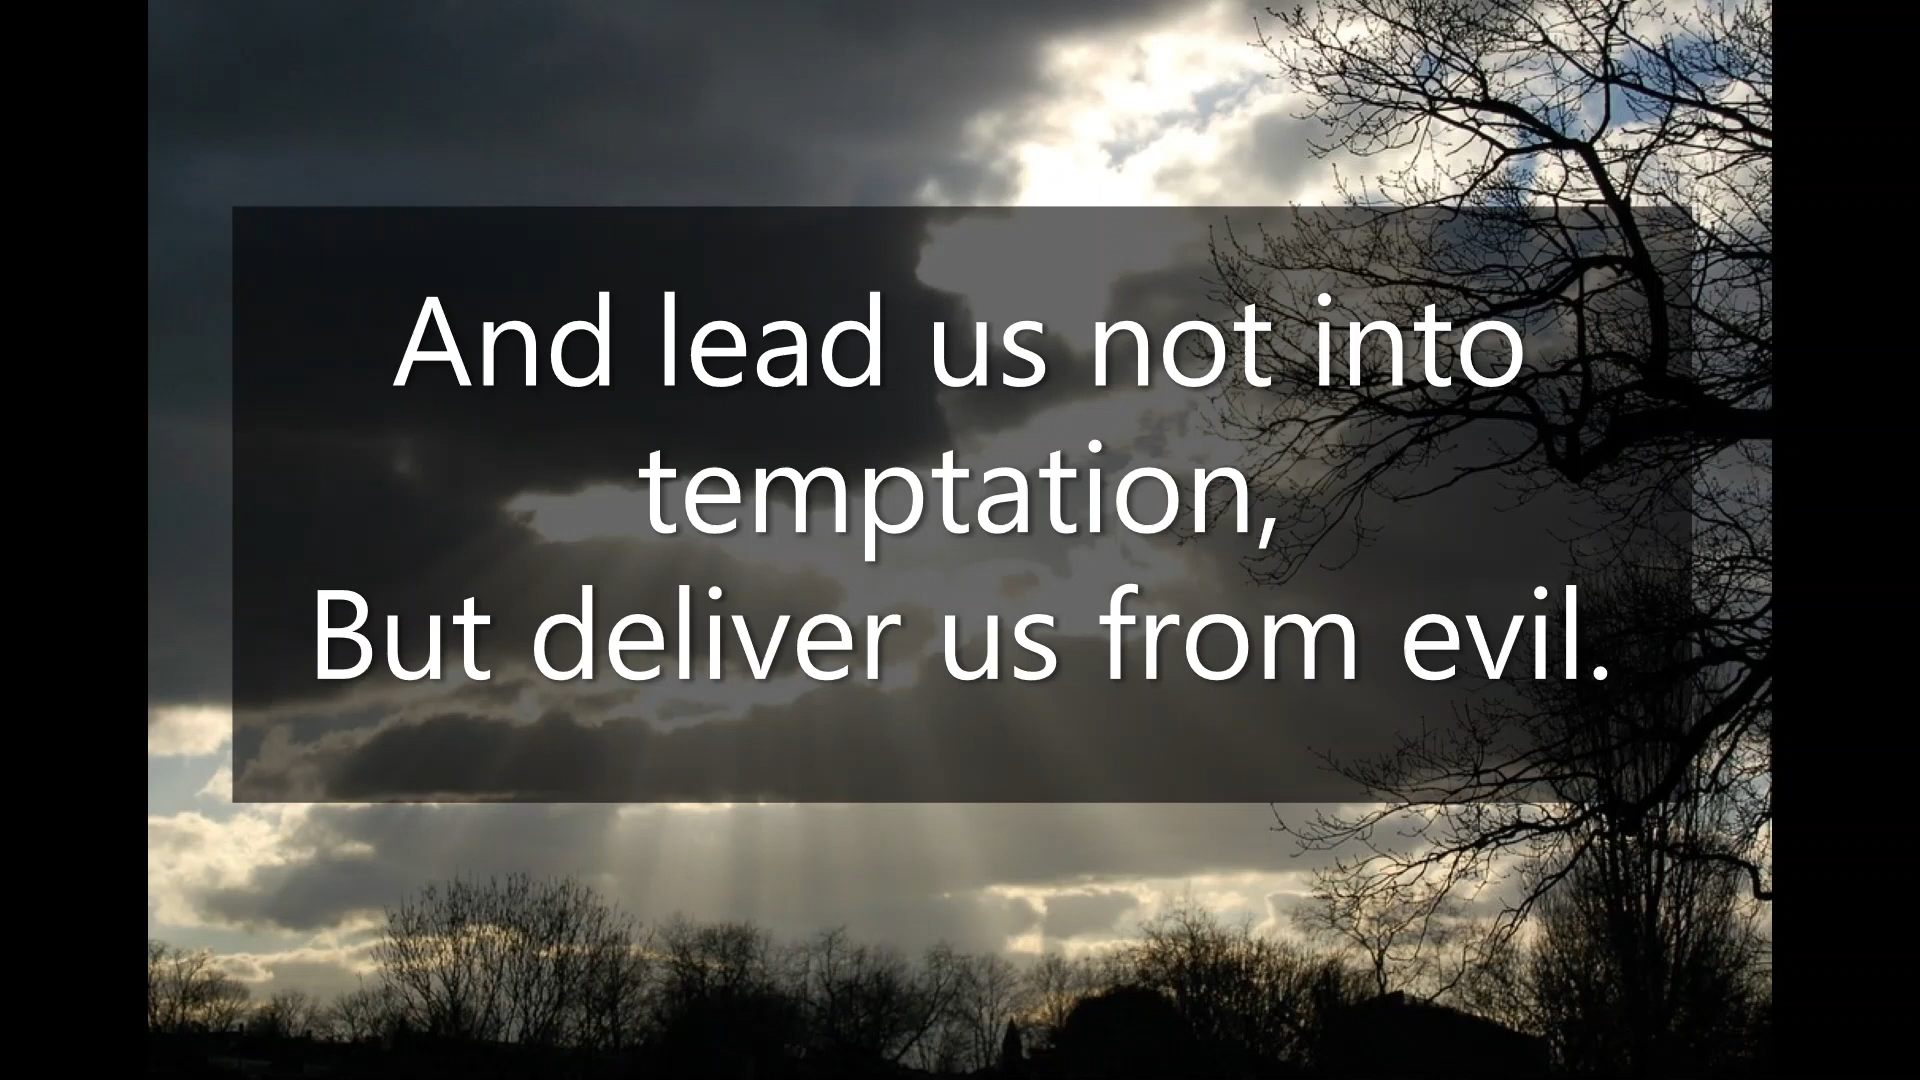 And lead us not into
temptation,
But deliver us from evil.